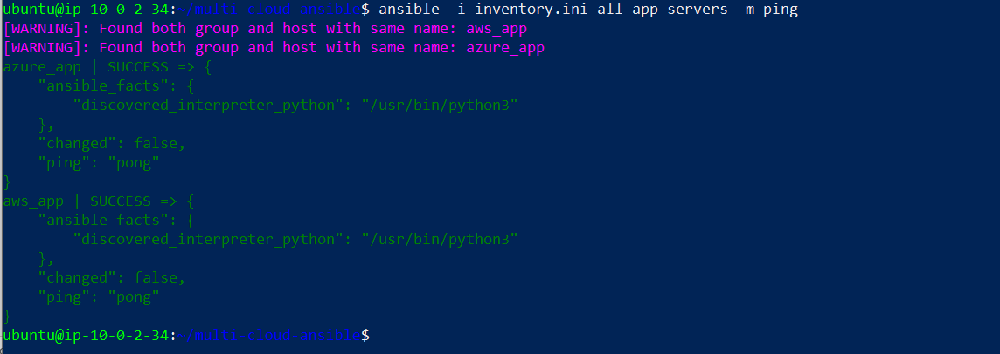 ubuntu@ip-10-0-2-34:~/multi-cloud-ansible$ ansible -i inventory.ini all_app_servers -m ping
[WARNING]: Found both group and host with same name: aws_app
[WARNING]: Found both group and host with same name: azure_app
azure_app | SUCCESS => {
    "ansible_facts": {
        "discovered_interpreter_python": "/usr/bin/python3"
    },
    "changed": false,
    "ping": "pong"
}
aws_app | SUCCESS => {
    "ansible_facts": {
        "discovered_interpreter_python": "/usr/bin/python3"
    },
    "changed": false,
    "ping": "pong"
}
ubuntu@ip-10-0-2-34:~/multi-cloud-ansible$